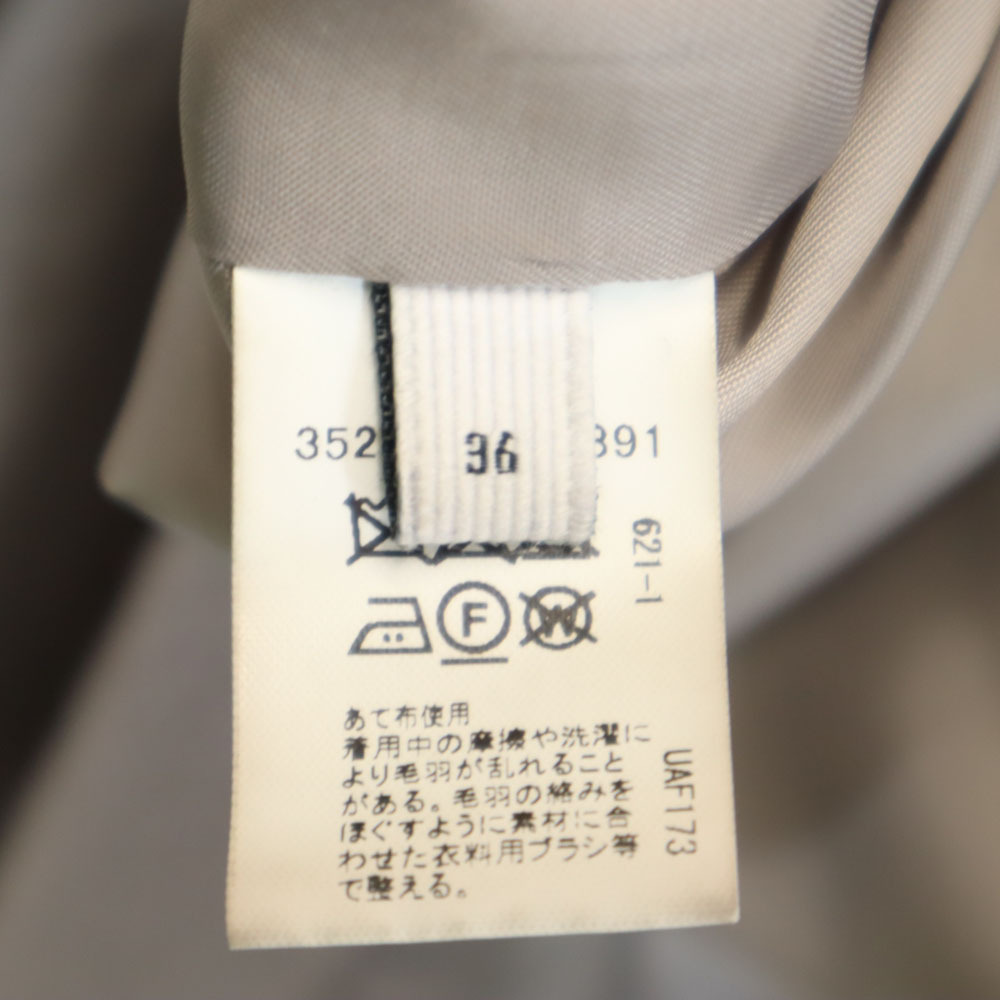 352
36
891
621-1
F
W
あて布使用
着用中の摩擦や洗濯に
より毛羽が乱れること
がある。毛羽の絡みを
ほぐすように素材に合
わせた衣料用ブラシ等
で整える。
UAF173